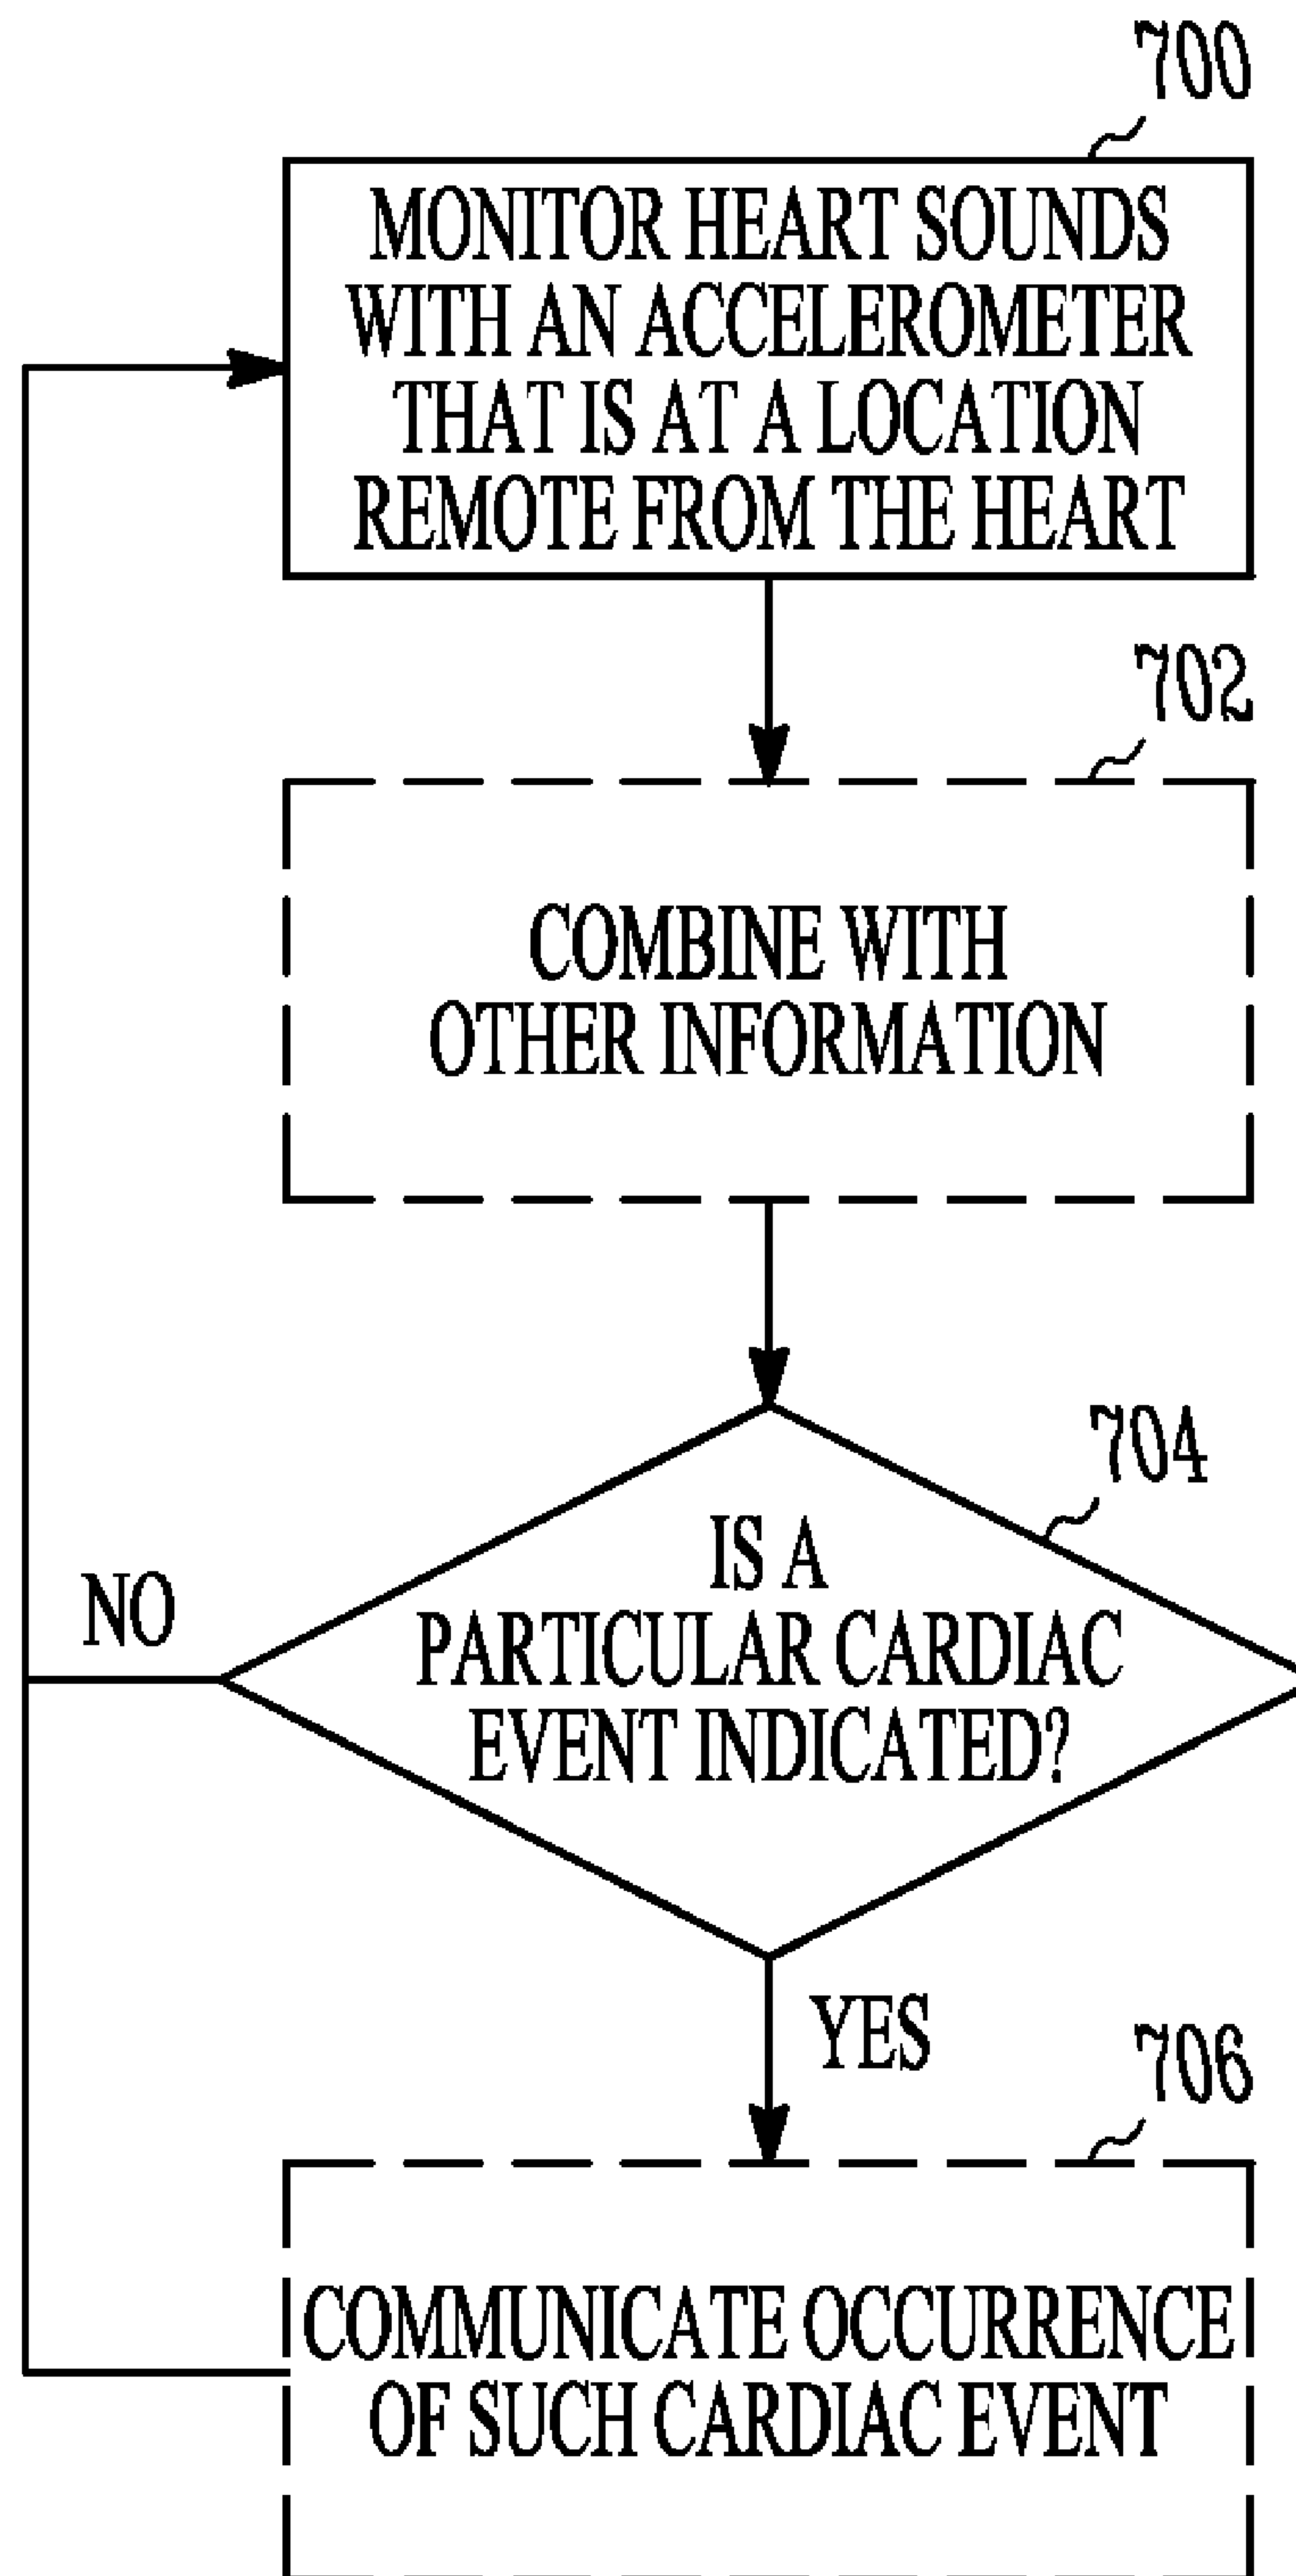 700
MONITOR HEART SOUNDS
WITH AN ACCELEROMETER
THAT IS AT A LOCATION
REMOTE FROM THE HEART
702
COMBINE WITH
OTHER INFORMATION
704
IS A
PARTICULAR CARDIAC
EVENT INDICATED?
NO
YES
706
COMMUNICATE OCCURRENCE
OF SUCH CARDIAC EVENT